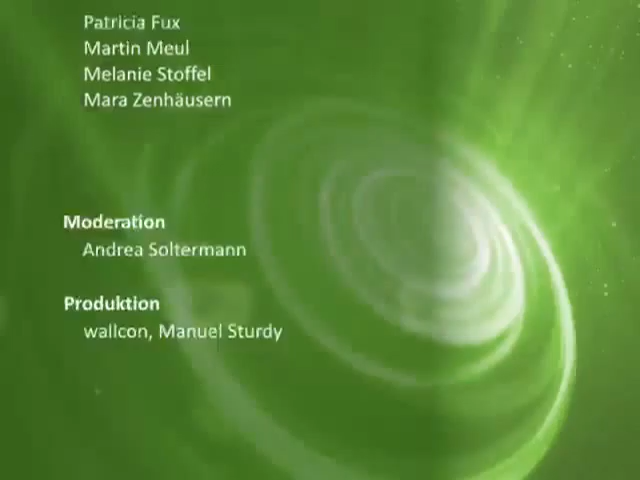 Patricia Fux
Martin Meul
Melanie Stoffel
Mara Zenhäusern
Moderation
Andrea Soltermann
Produktion
wallcon, Manuel Sturdy